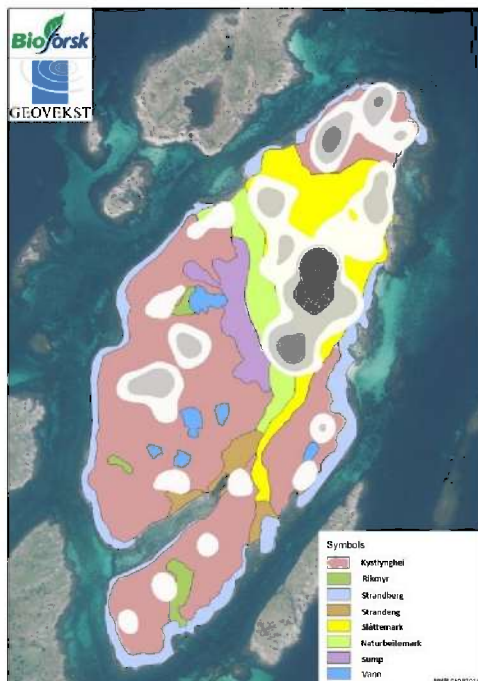 Bioforsk
GEOVEKST
Symbols
Kystlynghei
Rikmyr
Strandberg
Strandeng
Slåttemark
Naturbeitemark
Sump
Vann